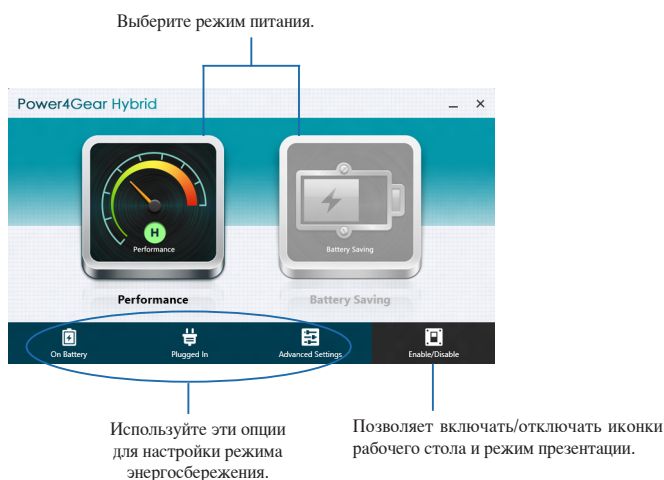 Выберите режим питания.
Power4Gear Hybrid
H
Performance
Battery Saving
Performance
Battery Saving
On Battery
Plugged In
Advanced Settings
Enable/Disable
Используйте эти опции
для настройки режима
энергосбережения.
Позволяет включать/отключать иконки
рабочего стола и режим презентации.